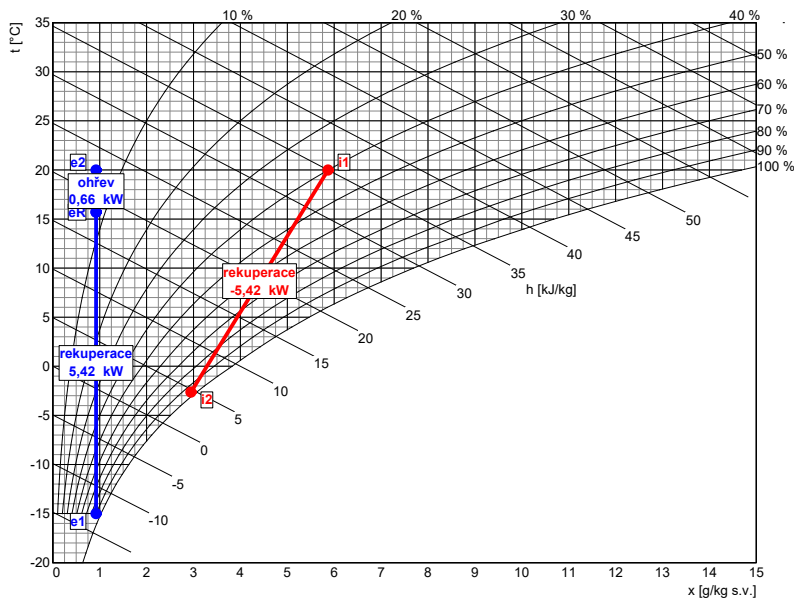 t [°C]
35
30
25
20
15
10
5
0
-5
-10
-15
-20
10 %
20 %
30 %
40 %
50 %
60 %
70 %
80 %
90 %
100 %
e2
ohřev
0,66 kW
eR
i1
rekuperace
-5,42 kW
rekuperace
5,42 kW
i2
e1
50
45
40
35
h [kJ/kg]
30
25
20
15
10
5
0
-5
-10
0 1 2 3 4 5 6 7 8 9 10 11 12 13 14 15
x [g/kg s.v.]